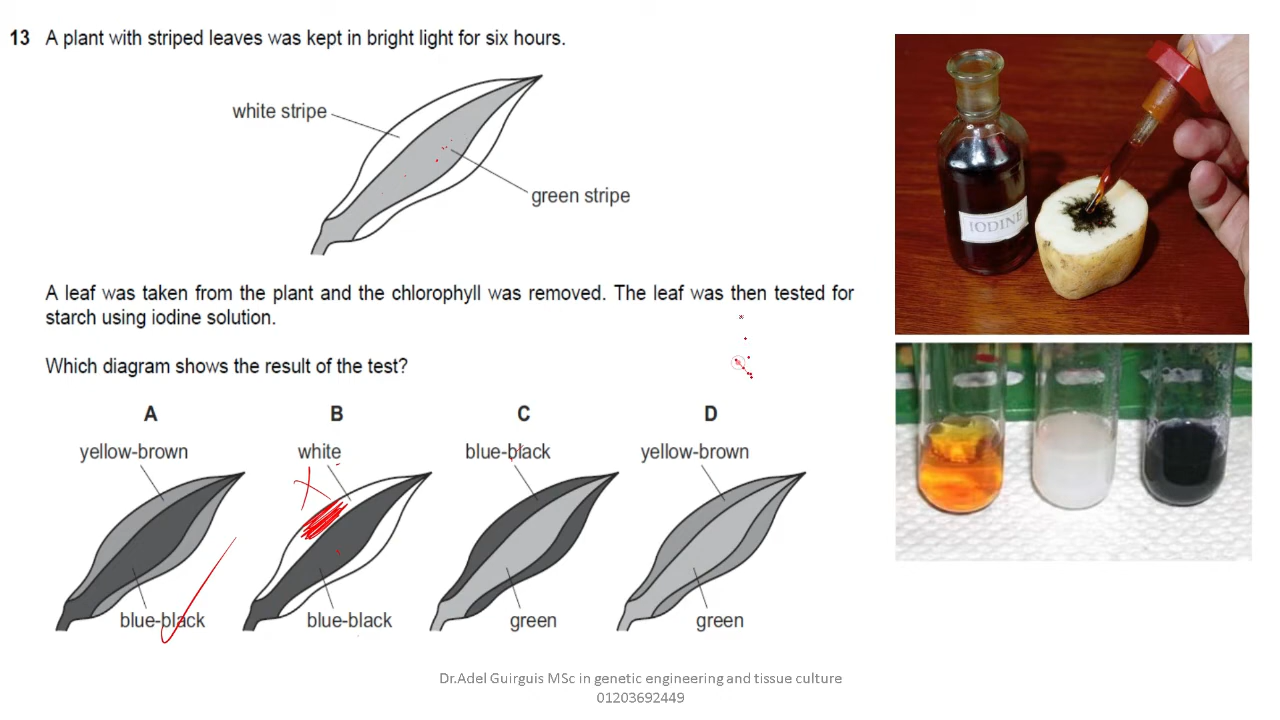 13 A plant with striped leaves was kept in bright light for six hours.
white stripe
green stripe
A leaf was taken from the plant and the chlorophyll was removed. The leaf was then tested for
starch using iodine solution.
Which diagram shows the result of the test?
A B C D
yellow-brown white blue-black yellow-brown
blue-black blue-black green green
IODINE
Dr.Adel Guirguis MSc in genetic engineering and tissue culture
01203692449